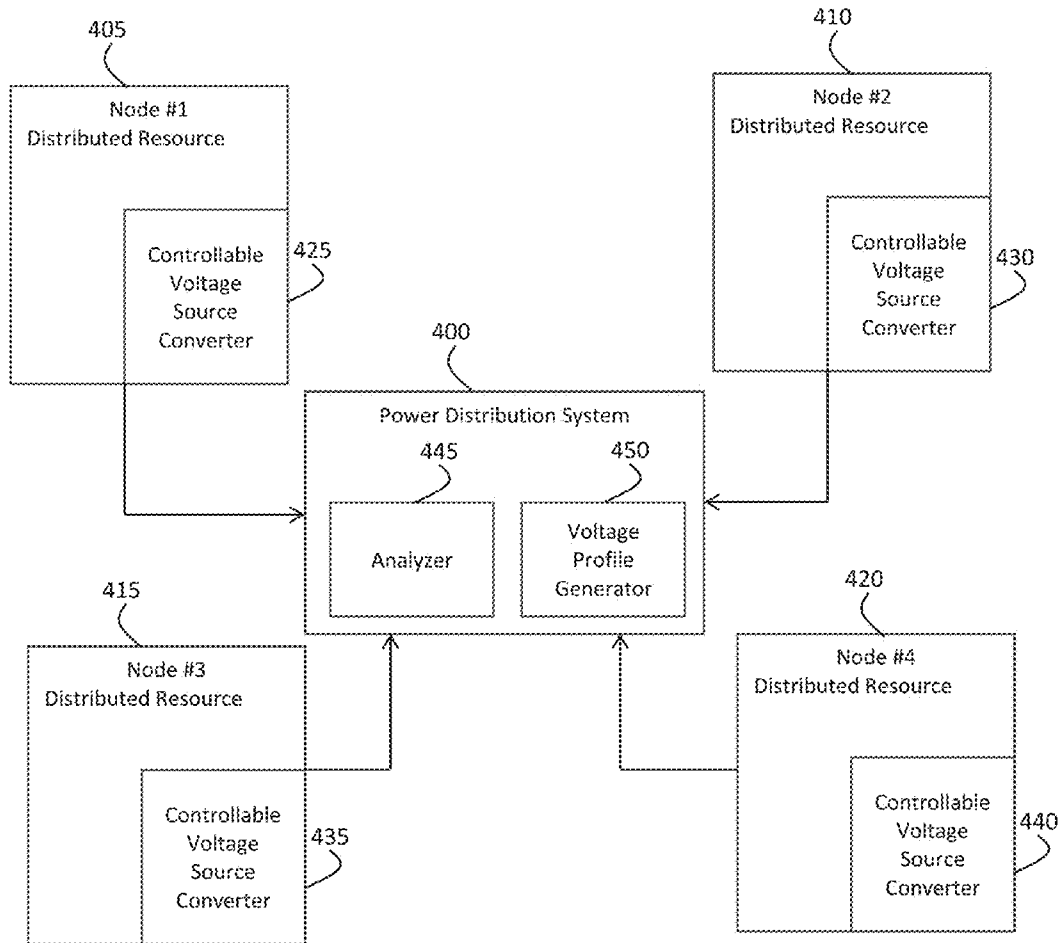 405
Node #1
Distributed Resource
Controllable
Voltage
Source
Converter
425
410
Node #2
Distributed Resource
Controllable
Voltage
Source
Converter
430
400
Power Distribution System
445
Analyzer
450
Voltage
Profile
Generator
415
Node #3
Distributed Resource
Controllable
Voltage
Source
Converter
435
420
Node #4
Distributed Resource
Controllable
Voltage
Source
Converter
440